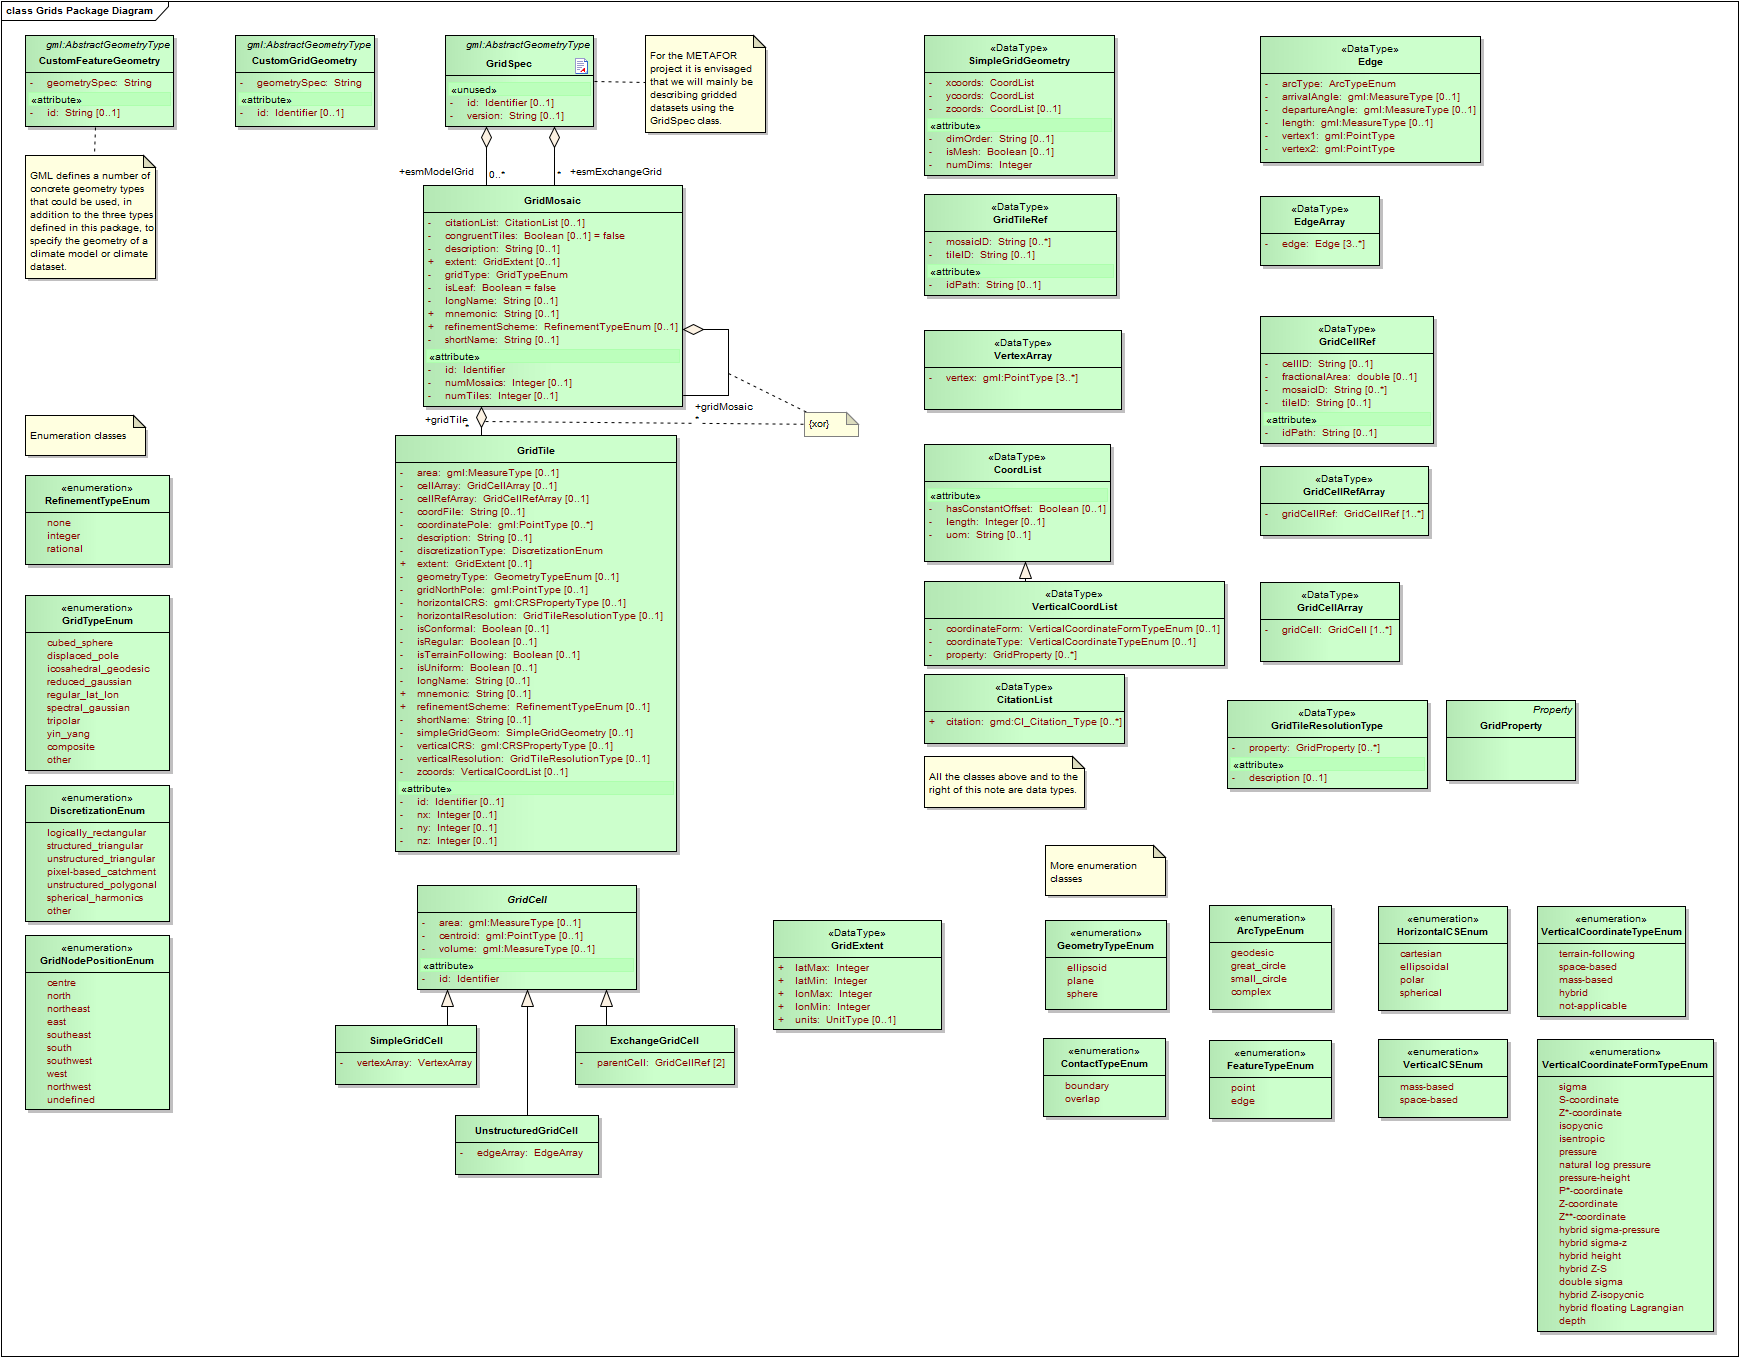 class Grids Package Diagram
gml:AbstractGeometryType
CustomFeatureGeometry
- geometrySpec: String
«attribute»
- id: String [0..1]
GML defines a number of
concrete geometry types
that could be used, in
addition to the three types
defined in this package, to
specify the geometry of a
climate model or climate
dataset.
gml:AbstractGeometryType
CustomGridGeometry
- geometrySpec: String
«attribute»
- id: Identifier [0..1]
gml:AbstractGeometryType
GridSpec
«unused»
- id: Identifier [0..1]
- version: String [0..1]
For the METAFOR
project it is envisaged
that we will mainly be
describing gridded
datasets using the
GridSpec class.
+esmModelGrid
0..*
*
+esmExchangeGrid
GridMosaic
- citationList: CitationList [0..1]
- congruentTiles: Boolean [0..1] = false
- description: String [0..1]
+ extent: GridExtent [0..1]
- gridType: GridTypeEnum
- isLeaf: Boolean = false
- longName: String [0..1]
+ mnemonic: String [0..1]
+ refinementScheme: RefinementTypeEnum [0..1]
- shortName: String [0..1]
«attribute»
- id: Identifier
- numMosaics: Integer [0..1]
- numTiles: Integer [0..1]
+gridMosaic
*
+gridTile
*
{xor}
GridTile
- area: gml:MeasureType [0..1]
- cellArray: GridCellArray [0..1]
- cellRefArray: GridCellRefArray [0..1]
- coordFile: String [0..1]
- coordinatePole: gml:PointType [0..*]
- description: String [0..1]
- discretizationType: DiscretizationEnum
+ extent: GridExtent [0..1]
- geometryType: GeometryTypeEnum [0..1]
- gridNorthPole: gml:PointType [0..1]
- horizontalCRS: gml:CRSPropertyType [0..1]
- horizontalResolution: GridTileResolutionType [0..1]
- isConformal: Boolean [0..1]
- isRegular: Boolean [0..1]
- isTerrainFollowing: Boolean [0..1]
- isUniform: Boolean [0..1]
- longName: String [0..1]
+ mnemonic: String [0..1]
+ refinementScheme: RefinementTypeEnum [0..1]
- shortName: String [0..1]
- simpleGridGeom: SimpleGridGeometry [0..1]
- verticalCRS: gml:CRSPropertyType [0..1]
- verticalResolution: GridTileResolutionType [0..1]
- zcoords: VerticalCoordList [0..1]
«attribute»
- id: Identifier [0..1]
- nx: Integer [0..1]
- ny: Integer [0..1]
- nz: Integer [0..1]
GridCell
- area: gml:MeasureType [0..1]
- centroid: gml:PointType [0..1]
- volume: gml:MeasureType [0..1]
«attribute»
- id: Identifier
SimpleGridCell
- vertexArray: VertexArray
ExchangeGridCell
- parentCell: GridCellRef [2]
UnstructuredGridCell
- edgeArray: EdgeArray
Enumeration classes
«enumeration»
RefinementTypeEnum
none
integer
rational
«enumeration»
GridTypeEnum
cubed_sphere
displaced_pole
icosahedral_geodesic
reduced_gaussian
regular_lat_lon
spectral_gaussian
tripolar
yin_yang
composite
other
«enumeration»
DiscretizationEnum
logically_rectangular
structured_triangular
unstructured_triangular
pixel-based_catchment
unstructured_polygonal
spherical_harmonics
other
«enumeration»
GridNodePositionEnum
centre
north
northeast
east
southeast
south
southwest
west
northwest
undefined
«DataType»
SimpleGridGeometry
- xcoords: CoordList
- ycoords: CoordList
- zcoords: CoordList [0..1]
«attribute»
- dimOrder: String [0..1]
- isMesh: Boolean [0..1]
- numDims: Integer
«DataType»
GridTileRef
- mosaicID: String [0..*]
- tileID: String [0..1]
«attribute»
- idPath: String [0..1]
«DataType»
VertexArray
- vertex: gml:PointType [3..*]
«DataType»
CoordList
«attribute»
- hasConstantOffset: Boolean [0..1]
- length: Integer [0..1]
- uom: String [0..1]
«DataType»
VerticalCoordList
- coordinateForm: VerticalCoordinateFormTypeEnum [0..1]
- coordinateType: VerticalCoordinateTypeEnum [0..1]
- property: GridProperty [0..*]
«DataType»
CitationList
+ citation: gmd:CI_Citation_Type [0..*]
All the classes above and to the
right of this note are data types.
«DataType»
Edge
- arcType: ArcTypeEnum
- arrivalAngle: gml:MeasureType [0..1]
- departureAngle: gml:MeasureType [0..1]
- length: gml:MeasureType [0..1]
- vertex1: gml:PointType
- vertex2: gml:PointType
«DataType»
EdgeArray
- edge: Edge [3..*]
«DataType»
GridCellRef
- cellID: String [0..1]
- fractionalArea: double [0..1]
- mosaicID: String [0..*]
- tileID: String [0..1]
«attribute»
- idPath: String [0..1]
«DataType»
GridCellRefArray
- gridCellRef: GridCellRef [1..*]
«DataType»
GridCellArray
- gridCell: GridCell [1..*]
«DataType»
GridTileResolutionType
- property: GridProperty [0..*]
«attribute»
- description [0..1]
Property
GridProperty
More enumeration
classes
«DataType»
GridExtent
+ latMax: Integer
+ latMin: Integer
+ lonMax: Integer
+ lonMin: Integer
+ units: UnitType [0..1]
«enumeration»
GeometryTypeEnum
ellipsoid
plane
sphere
«enumeration»
ArcTypeEnum
geodesic
great_circle
small_circle
complex
«enumeration»
HorizontalCSEnum
cartesian
ellipsoidal
polar
spherical
«enumeration»
VerticalCoordinateTypeEnum
terrain-following
space-based
mass-based
hybrid
not-applicable
«enumeration»
ContactTypeEnum
boundary
overlap
«enumeration»
FeatureTypeEnum
point
edge
«enumeration»
VerticalCSEnum
mass-based
space-based
«enumeration»
VerticalCoordinateFormTypeEnum
sigma
S-coordinate
Z*-coordinate
isopycnic
isentropic
pressure
natural log pressure
pressure-height
P*-coordinate
Z-coordinate
Z**-coordinate
hybrid sigma-pressure
hybrid sigma-z
hybrid height
hybrid Z-S
double sigma
hybrid Z-isopycnic
hybrid floating Lagrangian
depth